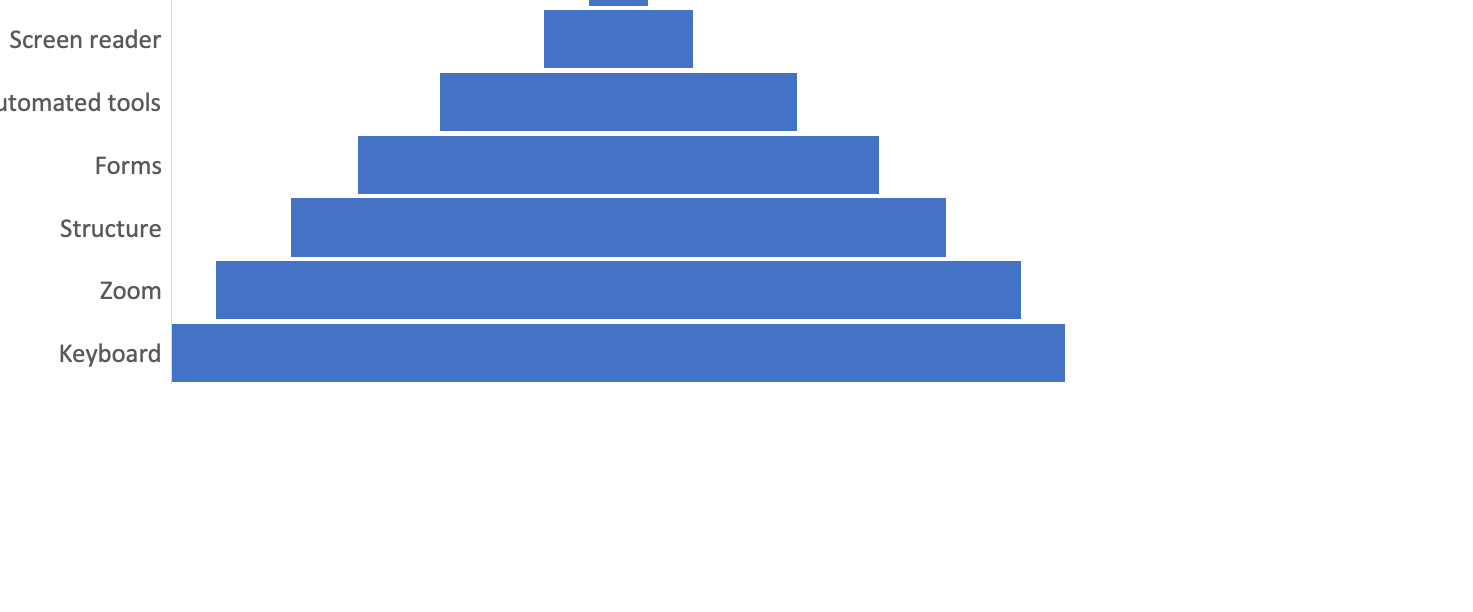 Screen reader
utomated tools
Forms
Structure
Zoom
Keyboard